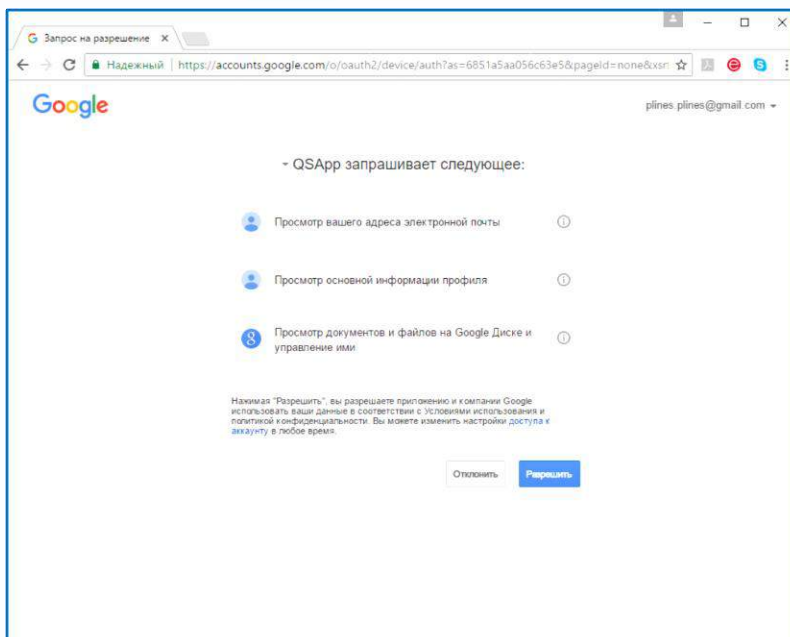 Запрос на разрешение
Надежный https://accounts.google.com/o/oauth2/device/auth?as=6851a5aa056c63e5&pageId=none&xsr
Google
plines.plines@gmail.com
QSApp запрашивает следующее:
Просмотр вашего адреса электронной почты
Просмотр основной информации профиля
Просмотр документов и файлов на Google Диске и
управление ими
Нажимая "Разрешить", вы разрешаете приложению и компании Google
использовать ваши данные в соответствии с Условиями использования и
политикой конфиденциальности. Вы можете изменить настройки доступа к
аккаунту в любое время.
Отклонить Разрешить